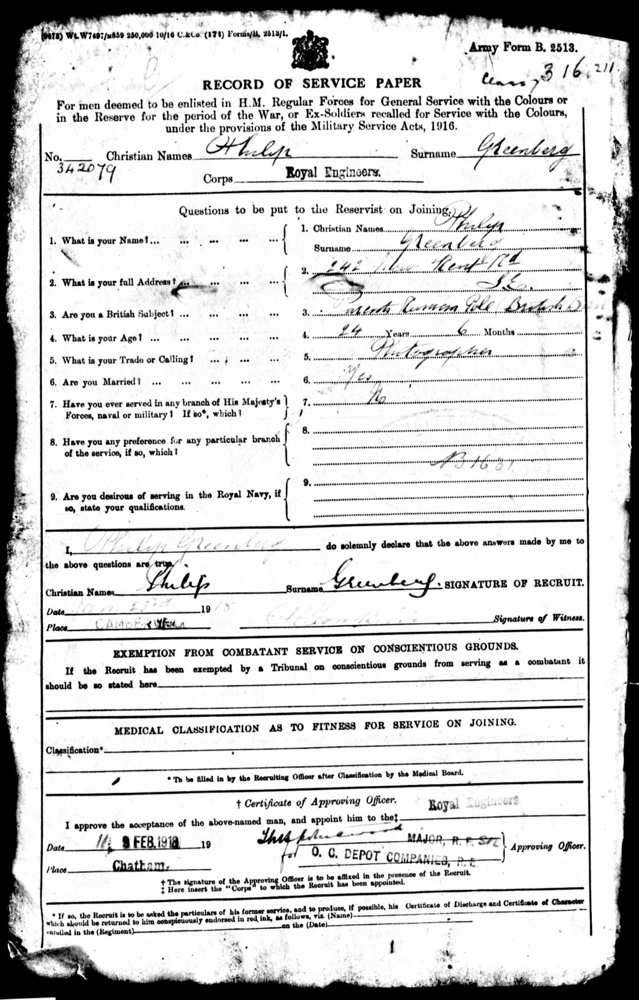 (9473) Wt. W7497/M859 250,000 10/16 C.&Co. (171) Forms/B. 2513/1.
Army Form B. 2513.
316.211.
RECORD OF SERVICE PAPER
For men deemed to be enlisted in H.M. Regular Forces for General Service with the Colours or
in the Reserve for the period of the War, or Ex-Soldiers recalled for Service with the Colours,
under the provisions of the Military Service Acts, 1916.
No. 342079 Christian Names Philip Surname Greenberg
Corps Royal Engineers.
Questions to be put to the Reservist on Joining.
1. What is your Name? ... ... ... ... ... 1. Christian Names Philip
Surname Greenberg
2. What is your full Address? ... ... ... ... 2. 242 New Kent Rd
S.E.
3. Are you a British Subject? ... ... ... ... 3. Parents Russian Pole (British Born
4. What is your Age? ... ... ... ... ... 4. 24 Years 6 Months
5. What is your Trade or Calling? ... ... ... 5. Photographer
6. Are you Married? ... ... ... ... ... 6. Yes
7. Have you ever served in any branch of His Majesty's
Forces, naval or military? If so*, which? 7. No
8. Have you any preference for any particular branch
of the service, if so, which? 8.
NB 1631
9. Are you desirous of serving in the Royal Navy, if
so, state your qualifications. 9.
I, Philip Greenberg do solemnly declare that the above answers made by me to
the above questions are true.
Christian Names Philip Surname Greenberg. SIGNATURE OF RECRUIT.
Date Jan. 23rd 1918
Place CAMBERWELL Signature of Witness.
EXEMPTION FROM COMBATANT SERVICE ON CONSCIENTIOUS GROUNDS.
If the Recruit has been exempted by a Tribunal on conscientious grounds from serving as a combatant it
should be so stated here
MEDICAL CLASSIFICATION AS TO FITNESS FOR SERVICE ON JOINING.
Classification*
* To be filled in by the Recruiting Officer after Classification by the Medical Board.
† Certificate of Approving Officer.
I approve the acceptance of the above-named man, and appoint him to the‡ Royal Engineers
Date 9 FEB. 1918 19 MAJOR, R. E.
for O. C. DEPOT COMPANIES, R. E. Approving Officer.
Place Chatham.
† The signature of the Approving Officer is to be affixed in the presence of the Recruit.
‡ Here insert the "Corps" to which the Recruit has been appointed.
* If so, the Recruit is to be asked the particulars of his former service, and to produce, if possible, his Certificate of Discharge and Certificate of Character
which should be returned to him conspicuously endorsed in red ink, as follows, viz. (Name)
enrolled in the (Regiment) on the (Date)